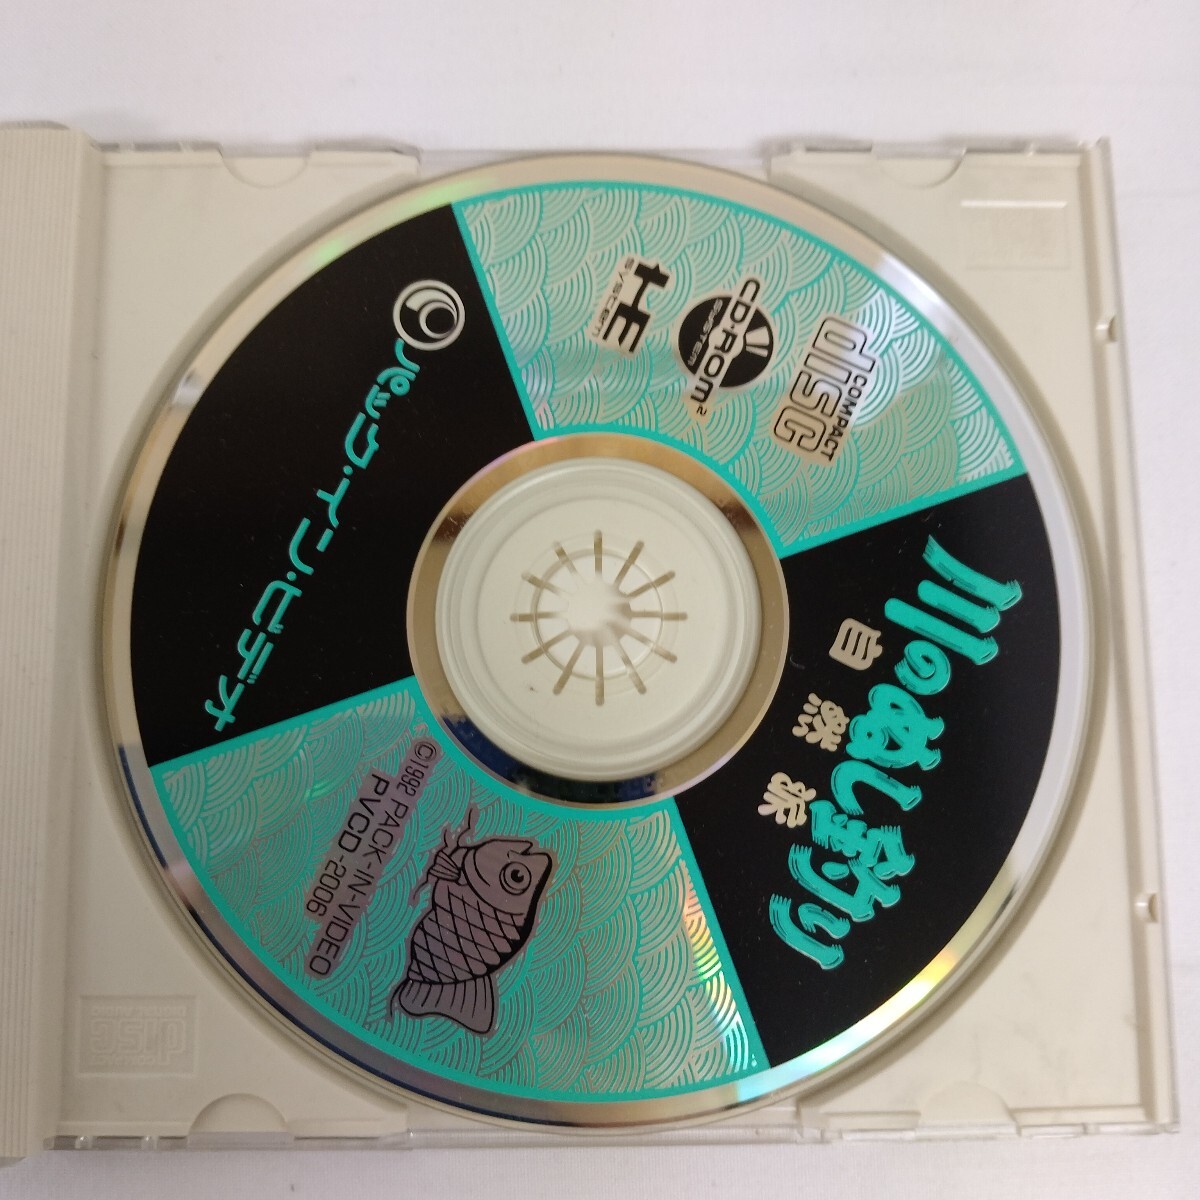 川のぬし釣り
自然派
HE
system
CD・ROM²
SYSTEM
COMPACT
disc
パック・イン・ビデオ
©1992 PACK-IN-VIDEO
PVCD-2006